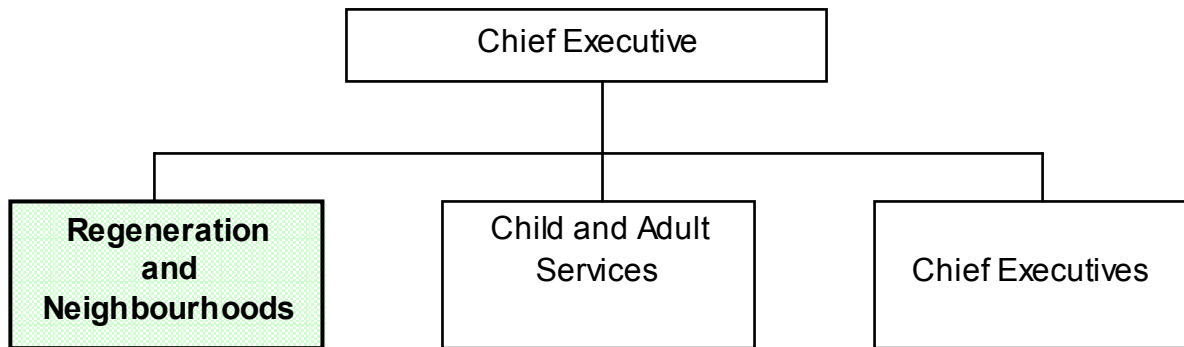 Chief Executive
Regeneration
and
Neighbourhoods
Child and Adult
Services
Chief Executives